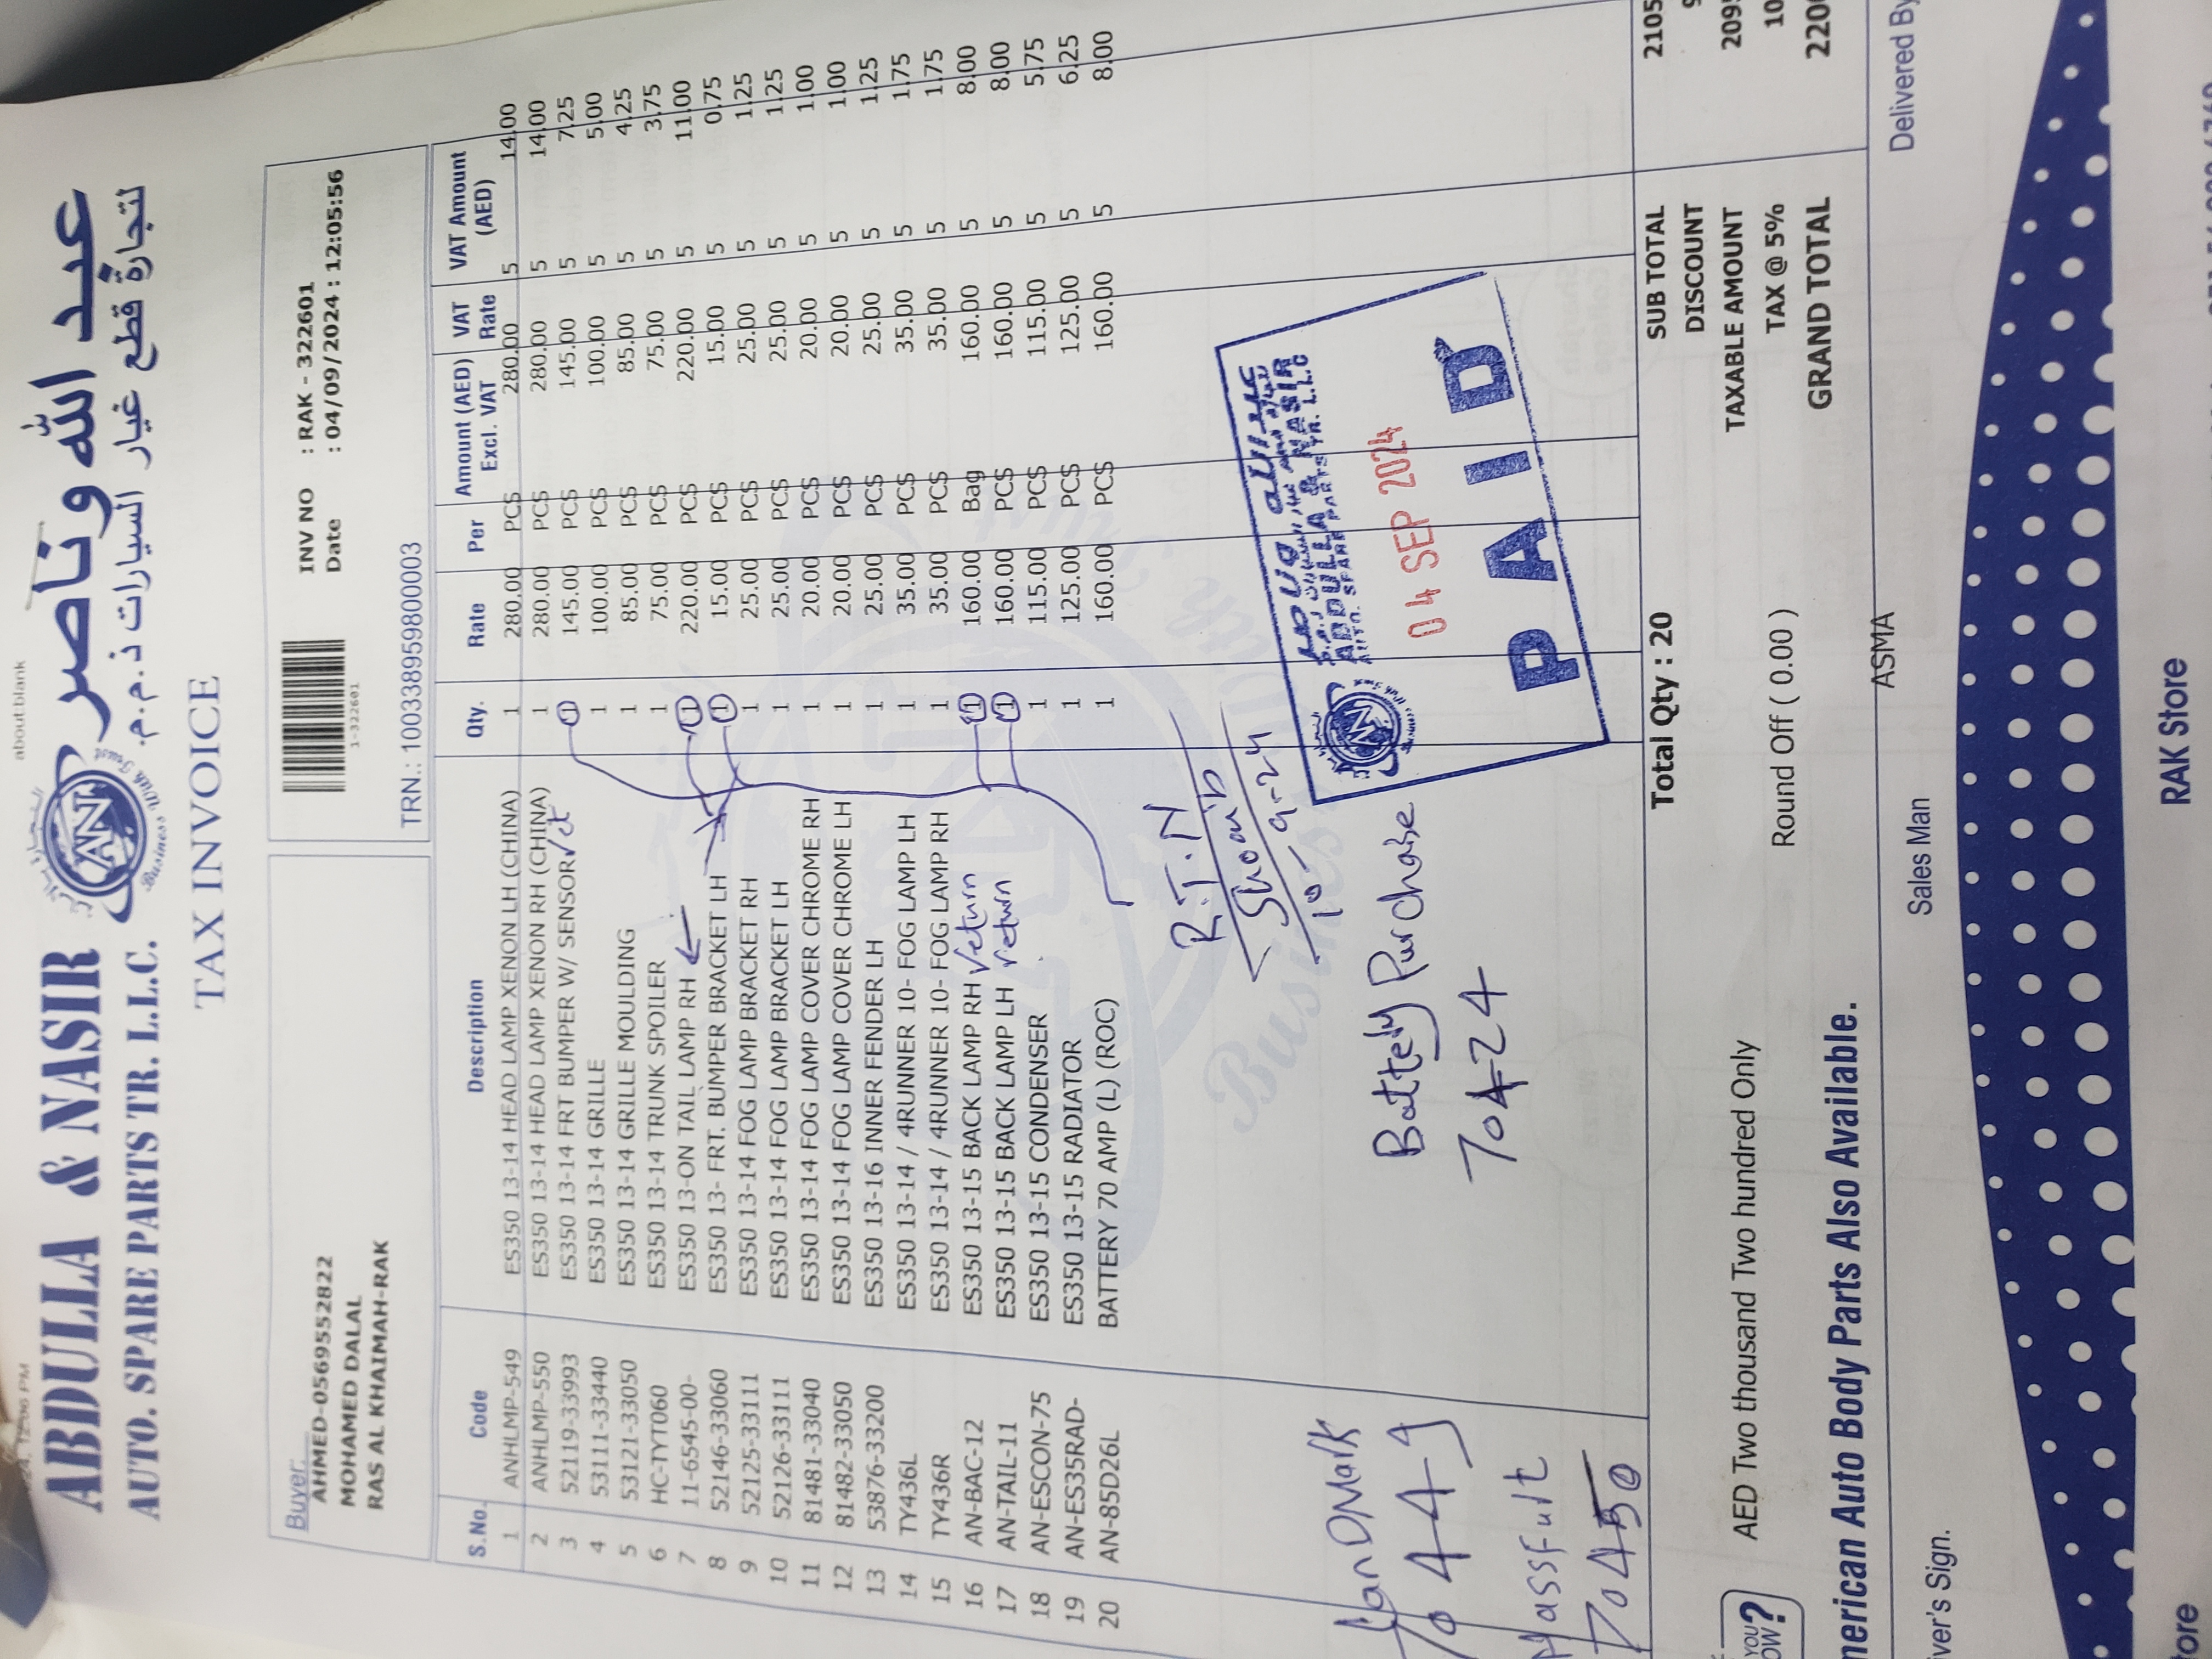 about:blank
ABDULLA & NASIR
عبد الله وناصر
AUTO. SPARE PARTS TR. L.L.C.
لتجارة قطع غيار السيارات ذ.م.م.
AN
Business With Trust
TAX INVOICE
Buyer:
AHMED-0569552822
MOHAMED DALAL
RAS AL KHAIMAH-RAK
1-322601
INV NO : RAK - 322601
Date : 04/09/2024 : 12:05:56
TRN.: 100338959800003
S.No. Code Description Qty. Rate Per Amount (AED) Excl. VAT VAT Rate VAT Amount (AED)
1 ANHLMP-549 ES350 13-14 HEAD LAMP XENON LH (CHINA) 1 280.00 PCS 280.00 5 14.00
2 ANHLMP-550 ES350 13-14 HEAD LAMP XENON RH (CHINA) 1 280.00 PCS 280.00 5 14.00
3 52119-33993 ES350 13-14 FRT BUMPER W/ SENSOR 1 145.00 PCS 145.00 5 7.25
4 53111-33440 ES350 13-14 GRILLE 1 100.00 PCS 100.00 5 5.00
5 53121-33050 ES350 13-14 GRILLE MOULDING 1 85.00 PCS 85.00 5 4.25
6 HC-TYT060 ES350 13-14 TRUNK SPOILER 1 75.00 PCS 75.00 5 3.75
7 11-6545-00- ES350 13-ON TAIL LAMP RH 1 220.00 PCS 220.00 5 11.00
8 52146-33060 ES350 13- FRT. BUMPER BRACKET LH 1 15.00 PCS 15.00 5 0.75
9 52125-33111 ES350 13-14 FOG LAMP BRACKET RH 1 25.00 PCS 25.00 5 1.25
10 52126-33111 ES350 13-14 FOG LAMP BRACKET LH 1 25.00 PCS 25.00 5 1.25
11 81481-33040 ES350 13-14 FOG LAMP COVER CHROME RH 1 20.00 PCS 20.00 5 1.00
12 81482-33050 ES350 13-14 FOG LAMP COVER CHROME LH 1 20.00 PCS 20.00 5 1.00
13 53876-33200 ES350 13-16 INNER FENDER LH 1 25.00 PCS 25.00 5 1.25
14 TY436L ES350 13-14 / 4RUNNER 10- FOG LAMP LH 1 35.00 PCS 35.00 5 1.75
15 TY436R ES350 13-14 / 4RUNNER 10- FOG LAMP RH 1 35.00 PCS 35.00 5 1.75
16 AN-BAC-12 ES350 13-15 BACK LAMP RH return 1 160.00 Bag 160.00 5 8.00
17 AN-TAIL-11 ES350 13-15 BACK LAMP LH return 1 160.00 PCS 160.00 5 8.00
18 AN-ESCON-75 ES350 13-15 CONDENSER 1 115.00 PCS 115.00 5 5.75
19 AN-ES35RAD- ES350 13-15 RADIATOR 1 125.00 PCS 125.00 5 6.25
20 AN-85D26L BATTERY 70 AMP (L) (ROC) 1 160.00 PCS 160.00 5 8.00
R.T.N
Shoaib
10-9-24
ABDULLA & NASIR
AUTO. SPARE PARTS TR. L.L.C
04 SEP 2024
PAID
Battely Purchase
LanDMark
Total Qty : 20
SUB TOTAL 2105
DISCOUNT
TAXABLE AMOUNT 2095
TAX @ 5% 10
GRAND TOTAL 2200
AED Two thousand Two hundred Only
Round Off ( 0.00 )
merican Auto Body Parts Also Available.
iver's Sign.
Sales Man
ASMA
Delivered By
RAK Store